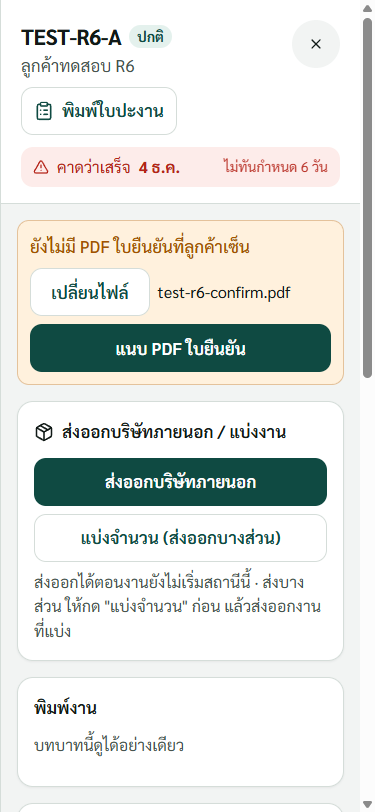 TEST-R6-A ปกติ
ลูกค้าทดสอบ R6
พิมพ์ใบปะงาน
คาดว่าเสร็จ 4 ธ.ค. ไม่ทันกำหนด 6 วัน
ยังไม่มี PDF ใบยืนยันที่ลูกค้าเซ็น
เปลี่ยนไฟล์ test-r6-confirm.pdf
แนบ PDF ใบยืนยัน
ส่งออกบริษัทภายนอก / แบ่งงาน
ส่งออกบริษัทภายนอก
แบ่งจำนวน (ส่งออกบางส่วน)
ส่งออกได้ตอนงานยังไม่เริ่มสถานีนี้ · ส่งบาง
ส่วน ให้กด "แบ่งจำนวน" ก่อน แล้วส่งออกงาน
ที่แบ่ง
พิมพ์งาน
บทบาทนี้ดูได้อย่างเดียว